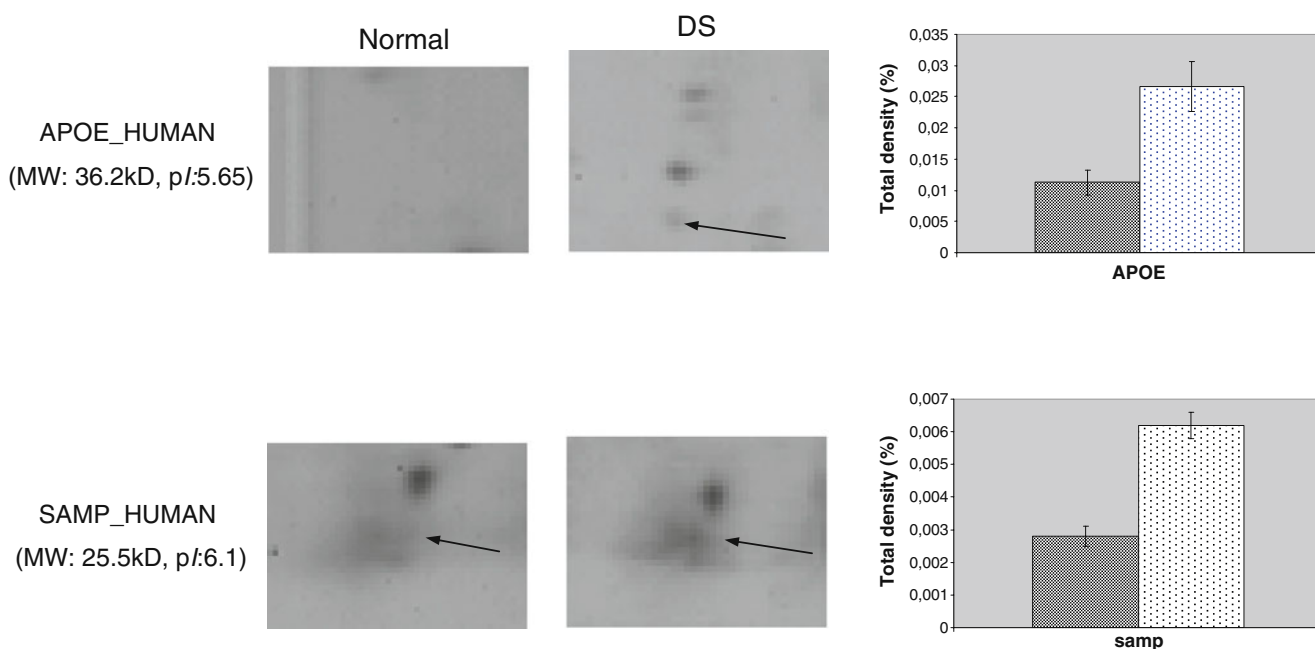 Normal
DS
APOE_HUMAN
(MW: 36.2kD, pI:5.65)
Total density (%)
0,035
0,03
0,025
0,02
0,015
0,01
0,005
0
APOE
SAMP_HUMAN
(MW: 25.5kD, pI:6.1)
Total density (%)
0,007
0,006
0,005
0,004
0,003
0,002
0,001
0
samp